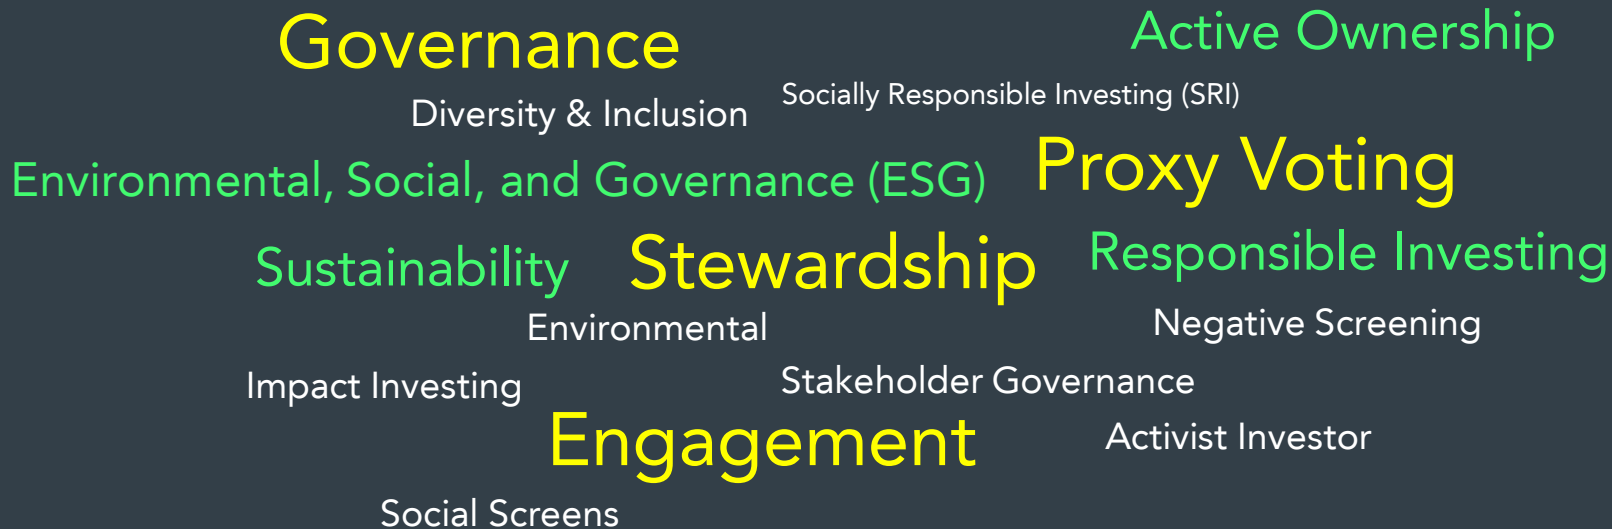 Governance
Active Ownership
Diversity & Inclusion
Socially Responsible Investing (SRI)
Environmental, Social, and Governance (ESG)
Proxy Voting
Sustainability
Stewardship
Responsible Investing
Environmental
Negative Screening
Impact Investing
Stakeholder Governance
Engagement
Activist Investor
Social Screens